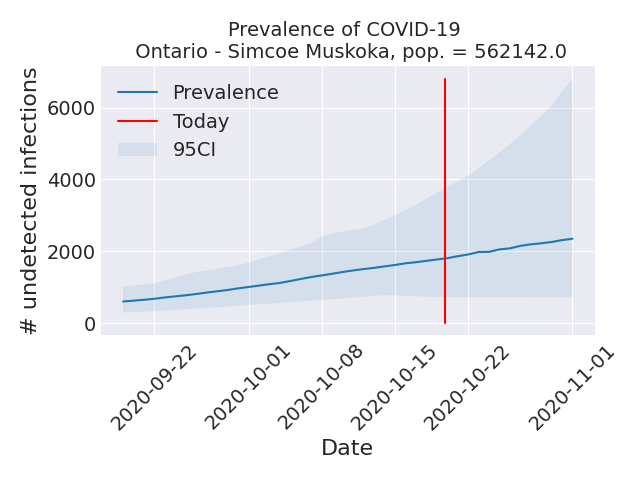 Prevalence of COVID-19
Ontario - Simcoe Muskoka, pop. = 562142.0
# undetected infections
6000
4000
2000
0
Prevalence
Today
95CI
2020-09-22
2020-10-01
2020-10-08
2020-10-15
2020-10-22
2020-11-01
Date